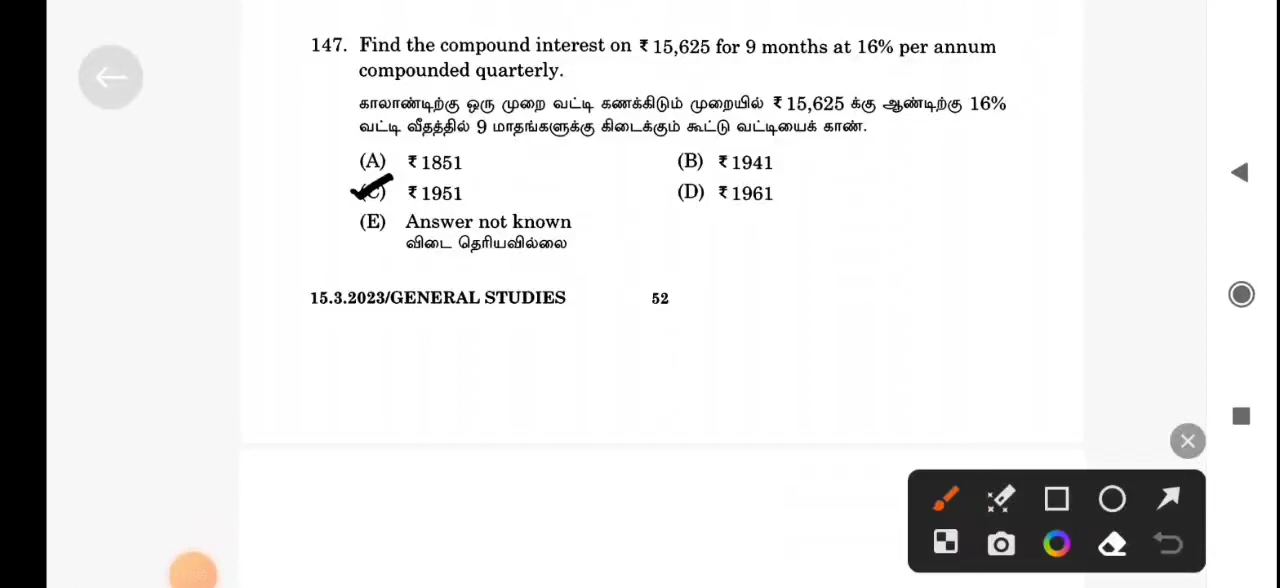 147. Find the compound interest on ₹ 15,625 for 9 months at 16% per annum
compounded quarterly.
காலாண்டிற்கு ஒரு முறை வட்டி கணக்கிடும் முறையில் ₹ 15,625 க்கு ஆண்டிற்கு 16%
வட்டி வீதத்தில் 9 மாதங்களுக்கு கிடைக்கும் கூட்டு வட்டியைக் காண்.
(A) ₹ 1851 (B) ₹ 1941
(C) ₹ 1951 (D) ₹ 1961
(E) Answer not known
விடை தெரியவில்லை
15.3.2023/GENERAL STUDIES 52